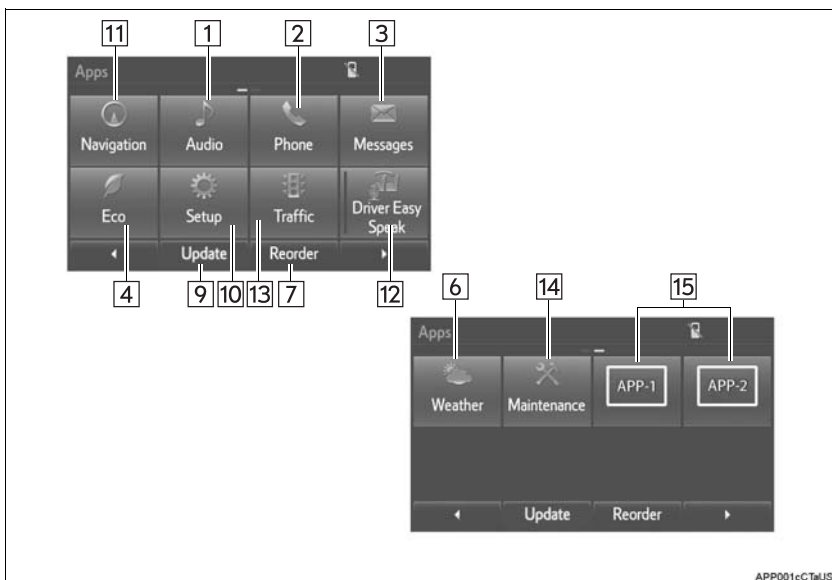 11 1 2 3
Apps
Navigation Audio Phone Messages
Eco Setup Traffic Driver Easy
Speak
Update Reorder
4 9 10 13 7 12
6 14 15
Apps
Weather Maintenance APP-1 APP-2
Update Reorder
APP001cCTaUS